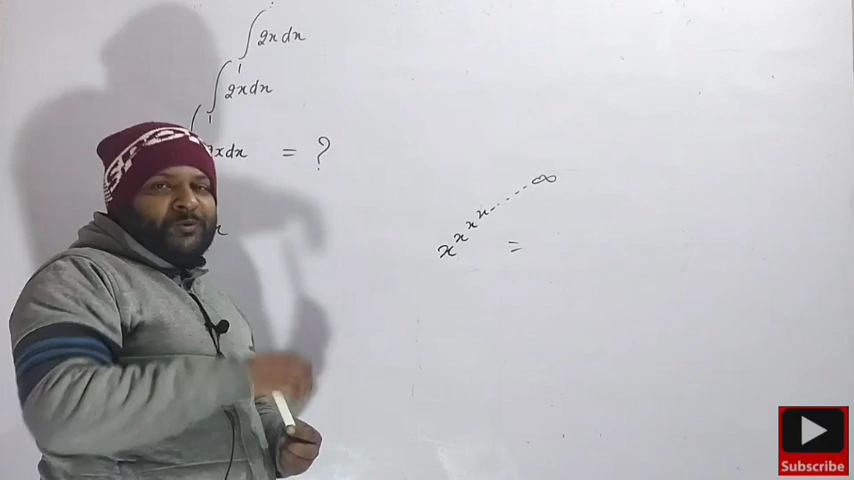 ∫₁ 2x dx
∫₁ 2x dx
2x dx = ?
x
x^x^x^x^...^∞ =
Subscribe